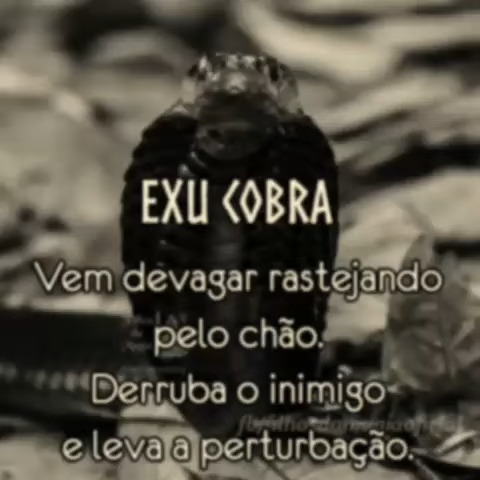 EXU COBRA
Vem devagar rastejando
pelo chão.
Derruba o inimigo
e leva a perturbação.